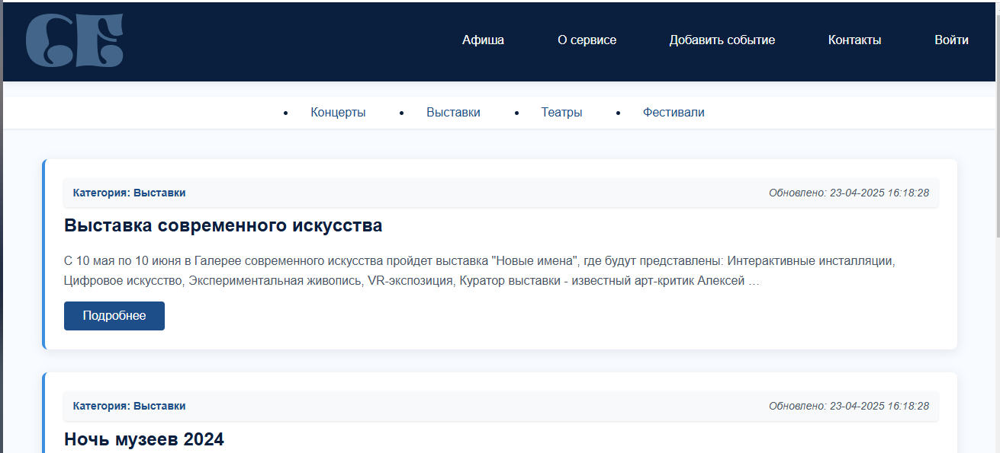 СБ
Афиша О сервисе Добавить событие Контакты Войти
• Концерты • Выставки • Театры • Фестивали
Категория: Выставки Обновлено: 23-04-2025 16:18:28
Выставка современного искусства
С 10 мая по 10 июня в Галерее современного искусства пройдет выставка "Новые имена", где будут представлены: Интерактивные инсталляции,
Цифровое искусство, Экспериментальная живопись, VR-экспозиция, Куратор выставки - известный арт-критик Алексей …
Подробнее
Категория: Выставки Обновлено: 23-04-2025 16:18:28
Ночь музеев 2024